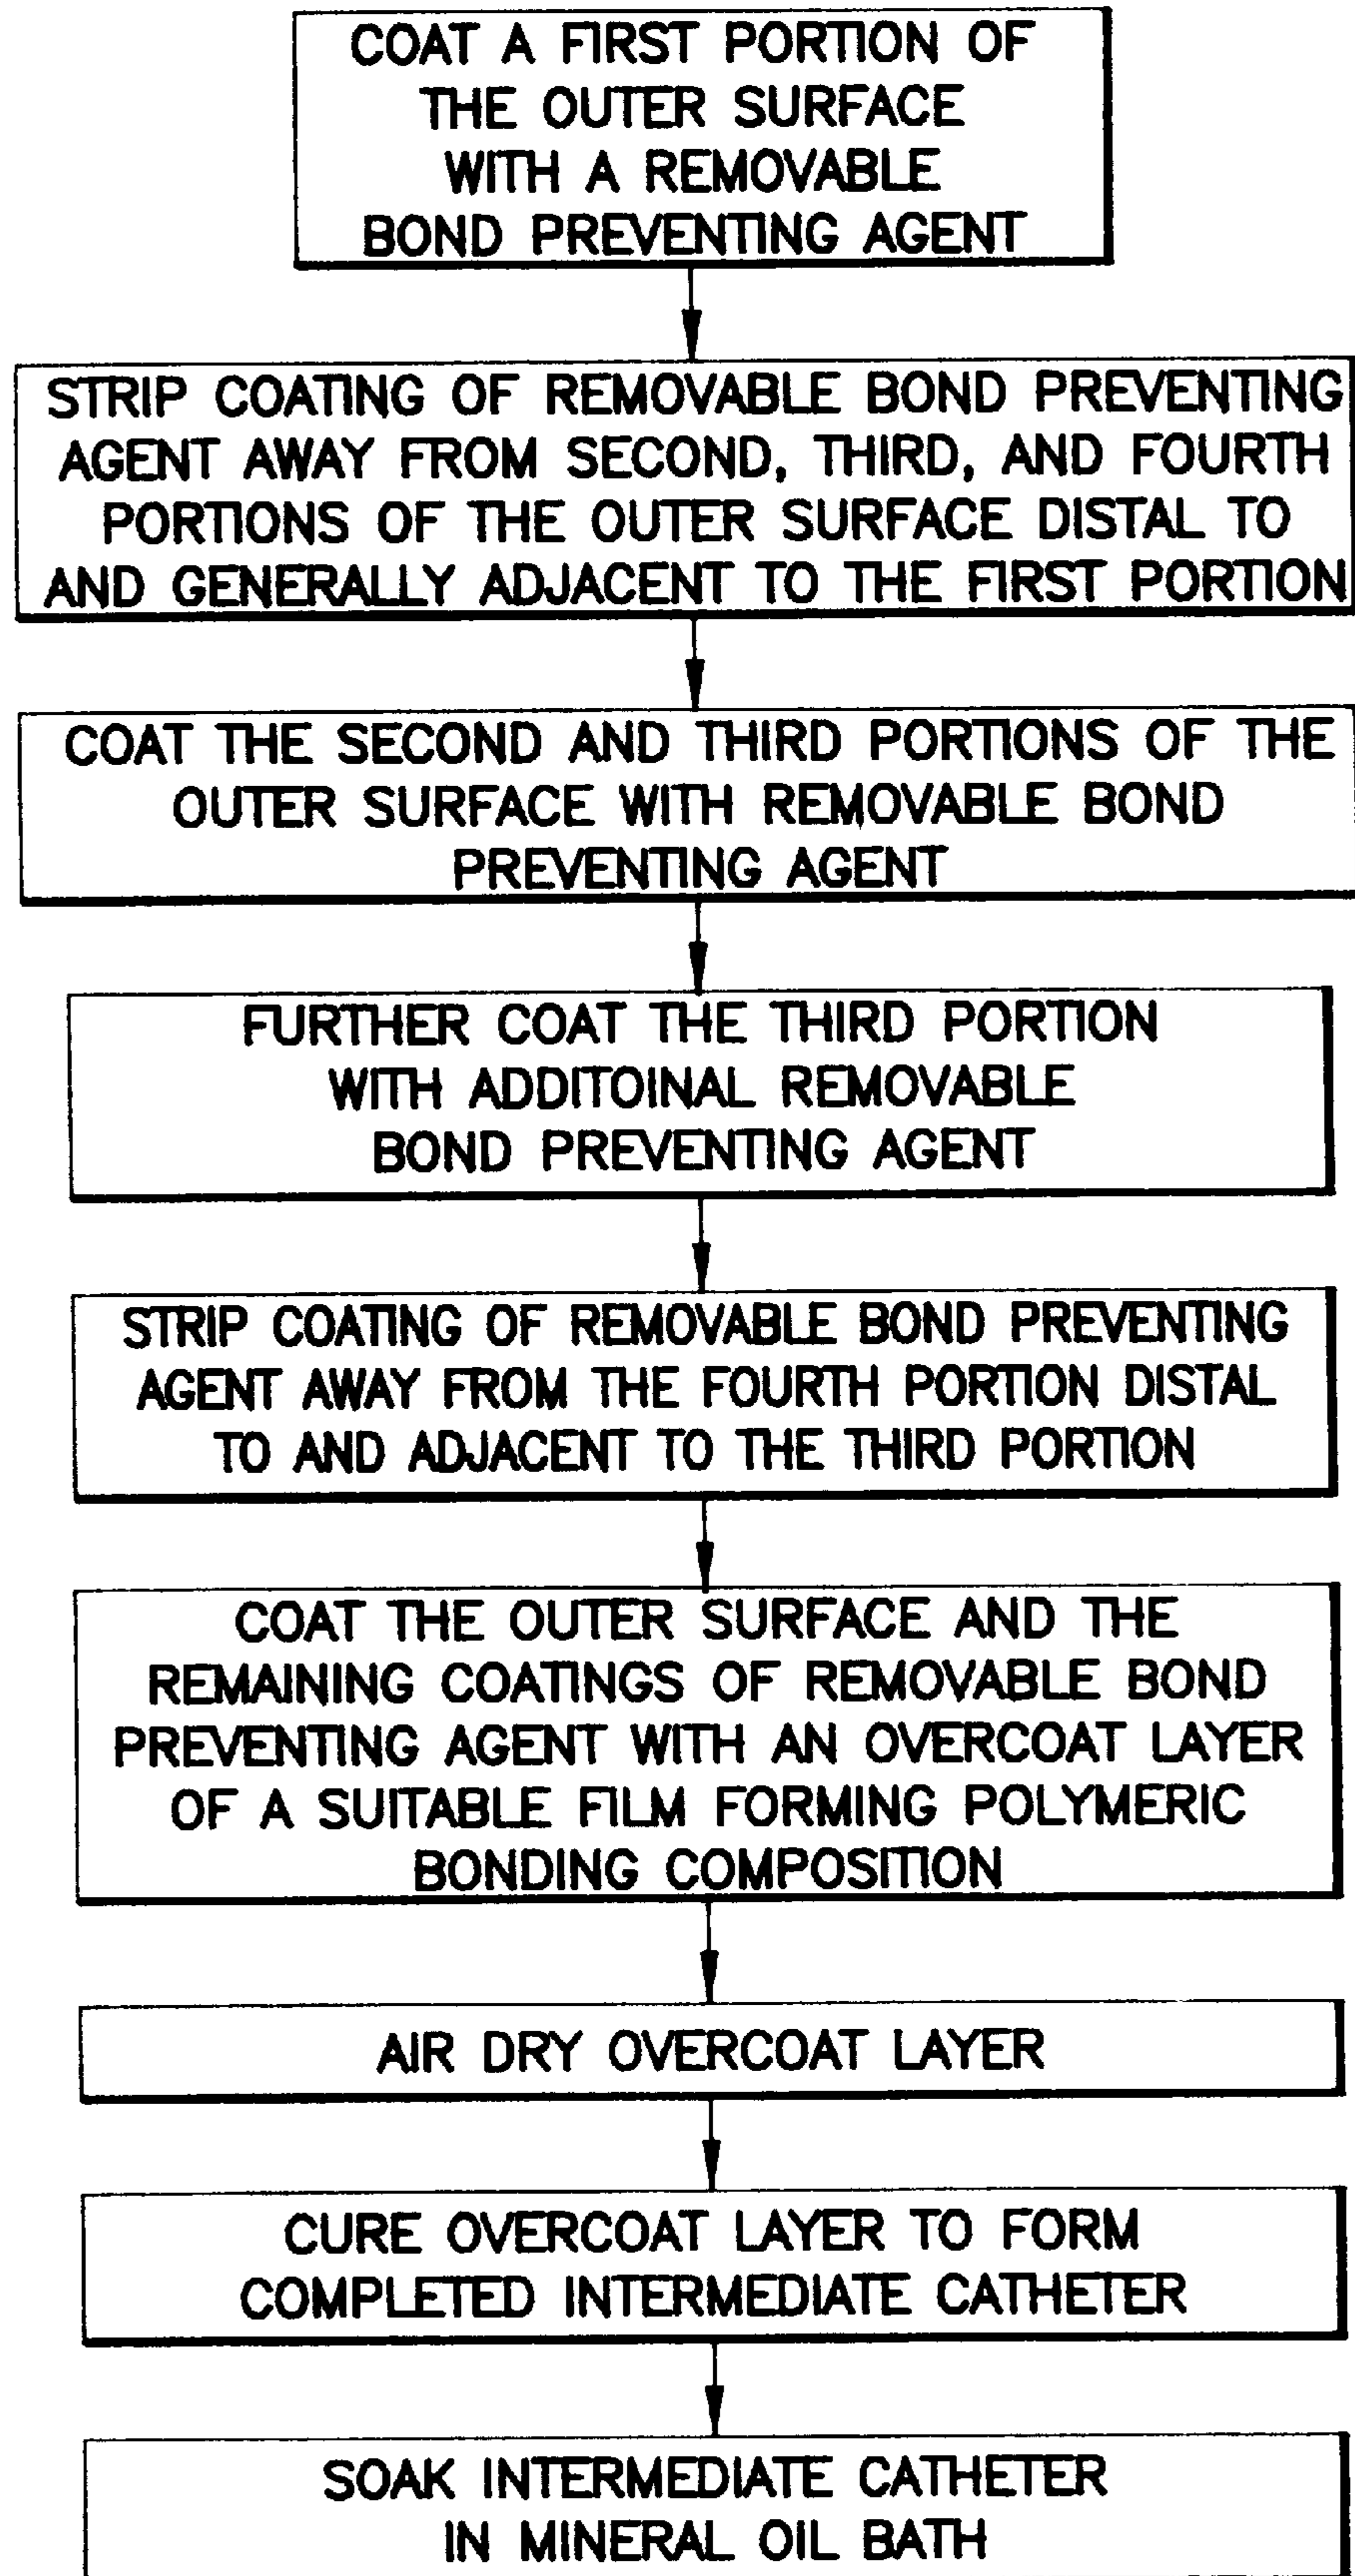 COAT A FIRST PORTION OF
THE OUTER SURFACE
WITH A REMOVABLE
BOND PREVENTING AGENT
STRIP COATING OF REMOVABLE BOND PREVENTING
AGENT AWAY FROM SECOND, THIRD, AND FOURTH
PORTIONS OF THE OUTER SURFACE DISTAL TO
AND GENERALLY ADJACENT TO THE FIRST PORTION
COAT THE SECOND AND THIRD PORTIONS OF THE
OUTER SURFACE WITH REMOVABLE BOND
PREVENTING AGENT
FURTHER COAT THE THIRD PORTION
WITH ADDITOINAL REMOVABLE
BOND PREVENTING AGENT
STRIP COATING OF REMOVABLE BOND PREVENTING
AGENT AWAY FROM THE FOURTH PORTION DISTAL
TO AND ADJACENT TO THE THIRD PORTION
COAT THE OUTER SURFACE AND THE
REMAINING COATINGS OF REMOVABLE BOND
PREVENTING AGENT WITH AN OVERCOAT LAYER
OF A SUITABLE FILM FORMING POLYMERIC
BONDING COMPOSITION
AIR DRY OVERCOAT LAYER
CURE OVERCOAT LAYER TO FORM
COMPLETED INTERMEDIATE CATHETER
SOAK INTERMEDIATE CATHETER
IN MINERAL OIL BATH